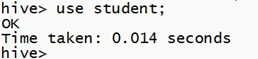 hive> use student;
OK
Time taken: 0.014 seconds
hive>